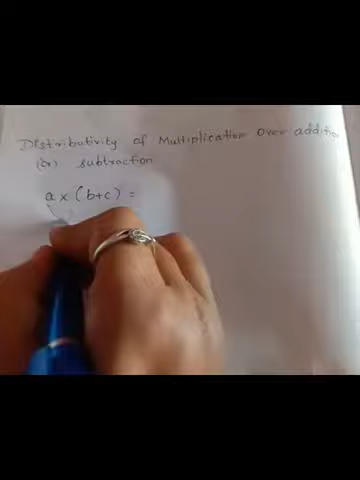 Distributivity of Multiplication Over addition
(or) subtraction
a x (b+c) =